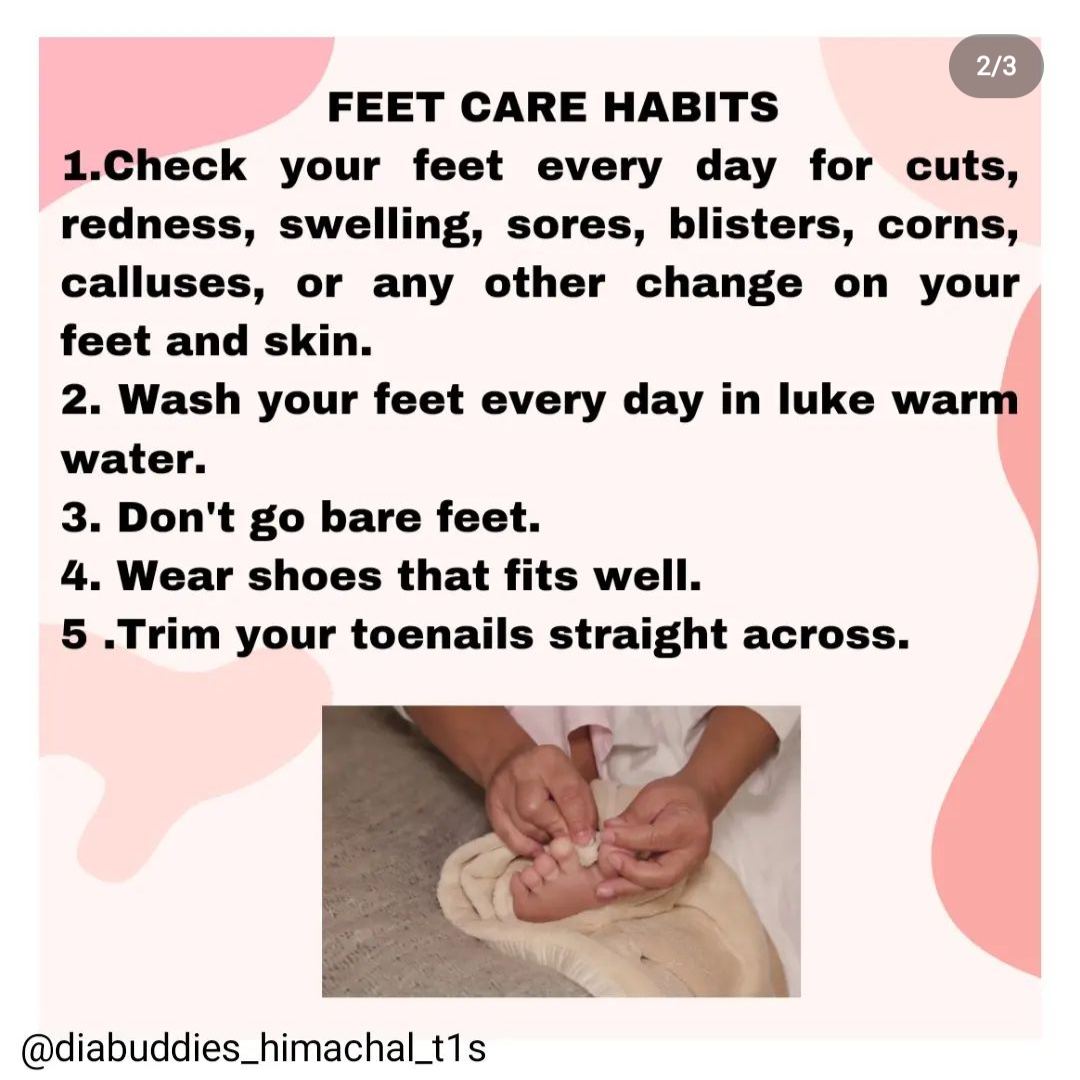 2/3
FEET CARE HABITS
1.Check your feet every day for cuts,
redness, swelling, sores, blisters, corns,
calluses, or any other change on your
feet and skin.
2. Wash your feet every day in luke warm
water.
3. Don't go bare feet.
4. Wear shoes that fits well.
5 .Trim your toenails straight across.
@diabuddies_himachal_t1s